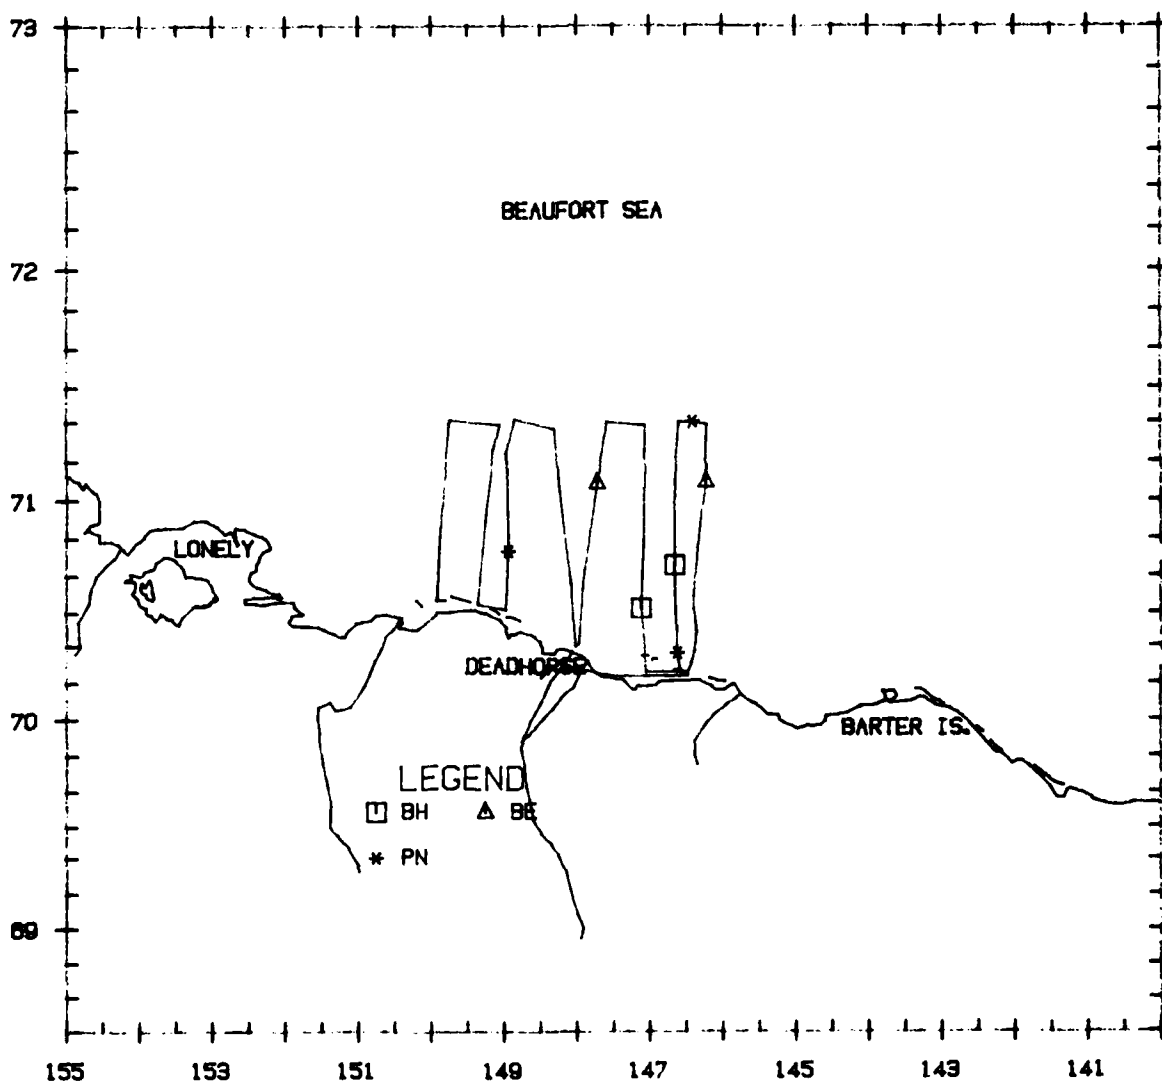 73
BEAUFORT SEA
72
71
LONELY
DEADHORSE
70
BARTER IS.
LEGEND
BH BE
PN
69
155 153 151 149 147 145 143 141